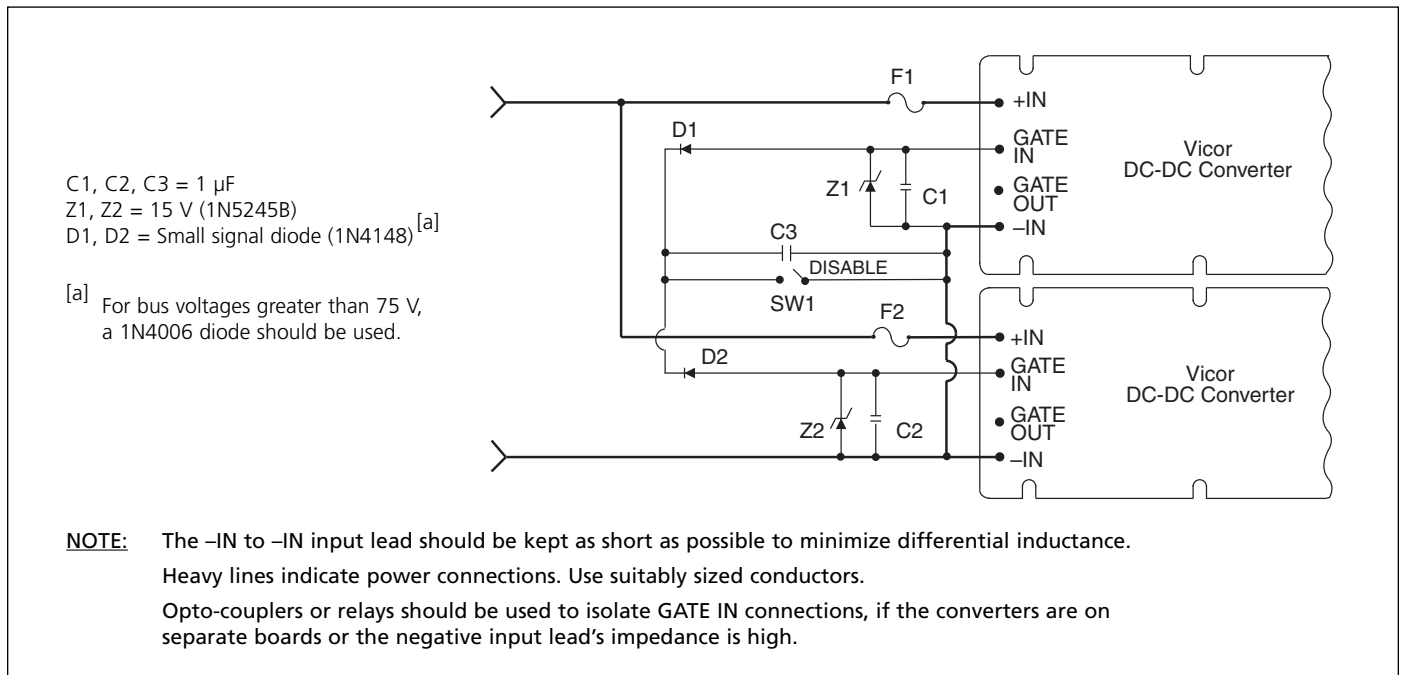 F1
+IN
D1
GATE
IN
Vicor
DC-DC Converter
Z1
C1
GATE
OUT
–IN
C1, C2, C3 = 1 µF
Z1, Z2 = 15 V (1N5245B)
D1, D2 = Small signal diode (1N4148) [a]
C3
DISABLE
SW1
[a] For bus voltages greater than 75 V,
a 1N4006 diode should be used.
F2
+IN
D2
GATE
IN
Vicor
DC-DC Converter
Z2
C2
GATE
OUT
–IN
NOTE: The –IN to –IN input lead should be kept as short as possible to minimize differential inductance.
Heavy lines indicate power connections. Use suitably sized conductors.
Opto-couplers or relays should be used to isolate GATE IN connections, if the converters are on
separate boards or the negative input lead's impedance is high.